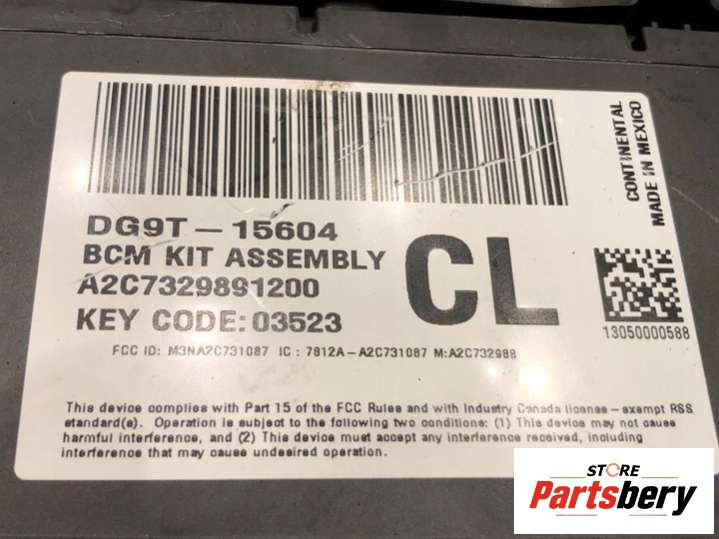 DG9T-15604
BCM KIT ASSEMBLY
A2C7329891200
KEY CODE: 03523
CL
CONTINENTAL
MADE IN MEXICO
13050000588
FCC ID: M3NA2C731087 IC.: 7812A-A2C731087 M:A2C732988
This device complies with Part 15 of the FCC Rules and with Industry Canada license-exempt RSS
standard(s). Operation is subject to the following two conditions: (1) This device may not cause
harmful interference, and (2) This device must accept any interference received, including
interference that may cause undesired operation.
STORE
Partsbery